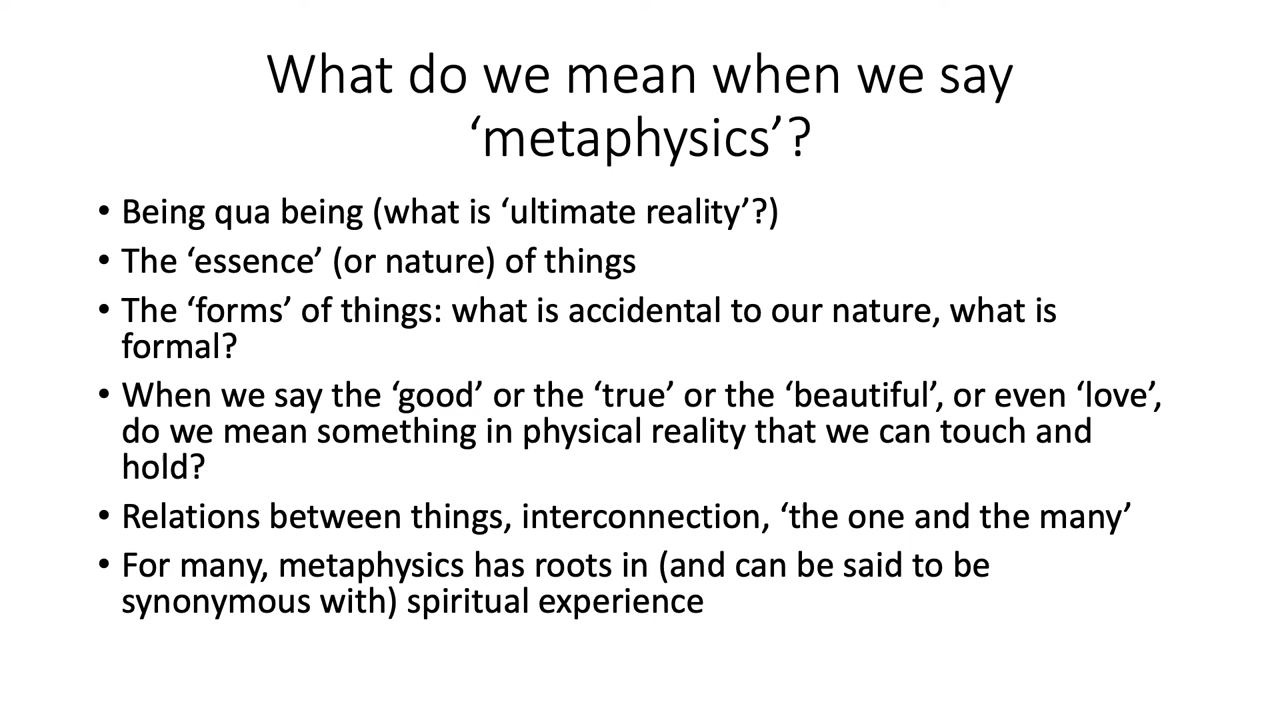 What do we mean when we say
‘metaphysics’?
• Being qua being (what is ‘ultimate reality’?)
• The ‘essence’ (or nature) of things
• The ‘forms’ of things: what is accidental to our nature, what is
formal?
• When we say the ‘good’ or the ‘true’ or the ‘beautiful’, or even ‘love’,
do we mean something in physical reality that we can touch and
hold?
• Relations between things, interconnection, ‘the one and the many’
• For many, metaphysics has roots in (and can be said to be
synonymous with) spiritual experience